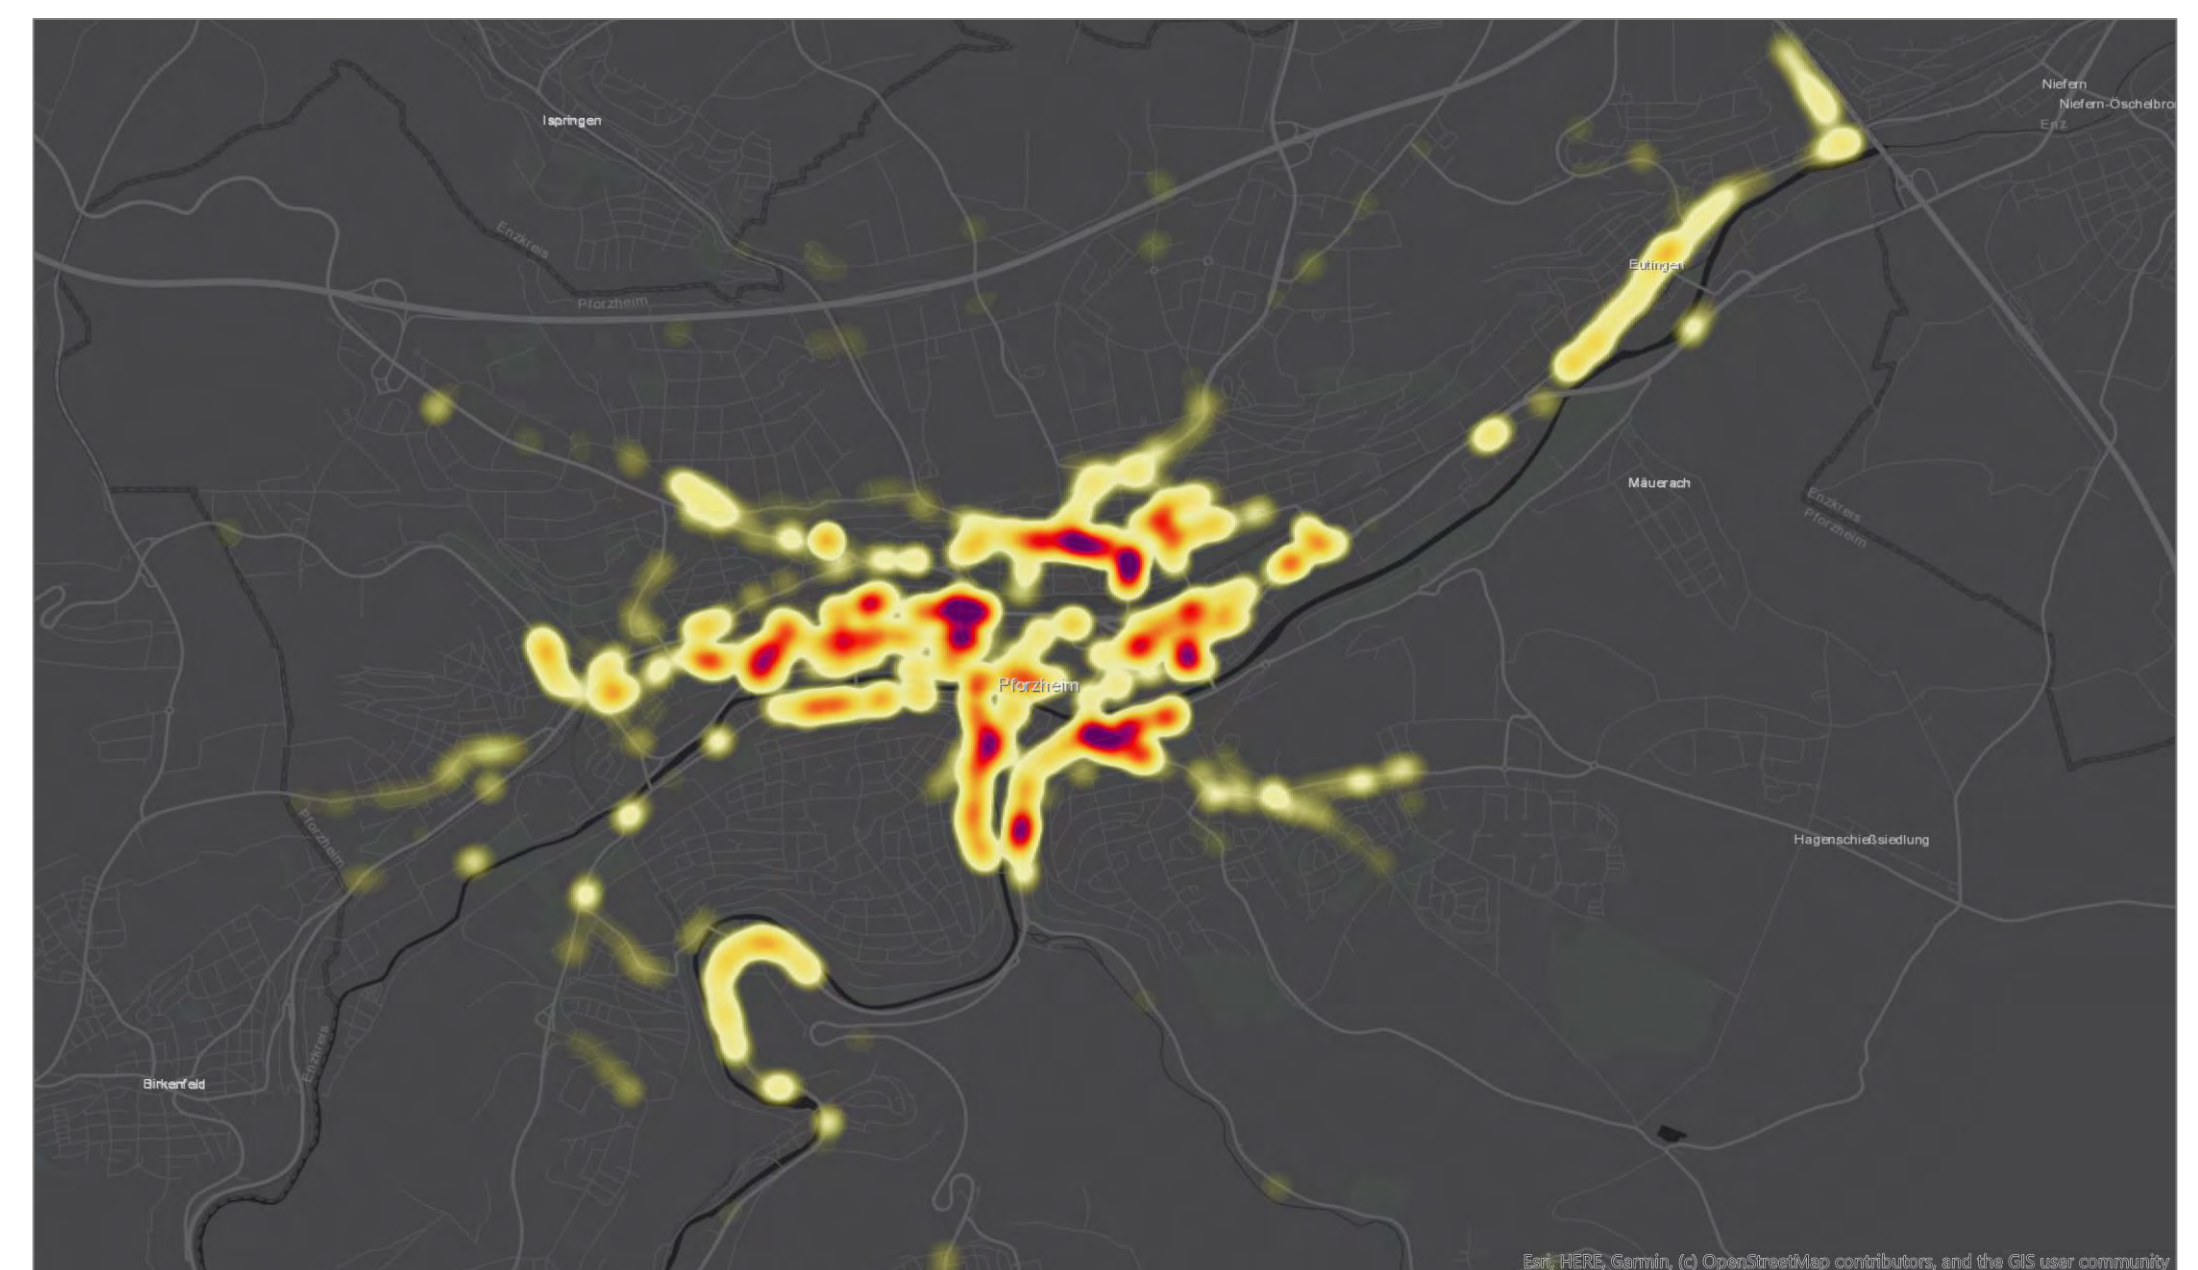 Niefern
Niefern-Öschelbro
Enz
Ispringen
Enzkreis
Pforzheim
Eutingen
Mäuerach
Enzkreis
Pforzheim
Pforzheim
Pforzheim
Hagenschießsiedlung
Enzkreis
Birkenfeld
Esri, HERE, Garmin, (c) OpenStreetMap contributors, and the GIS user community